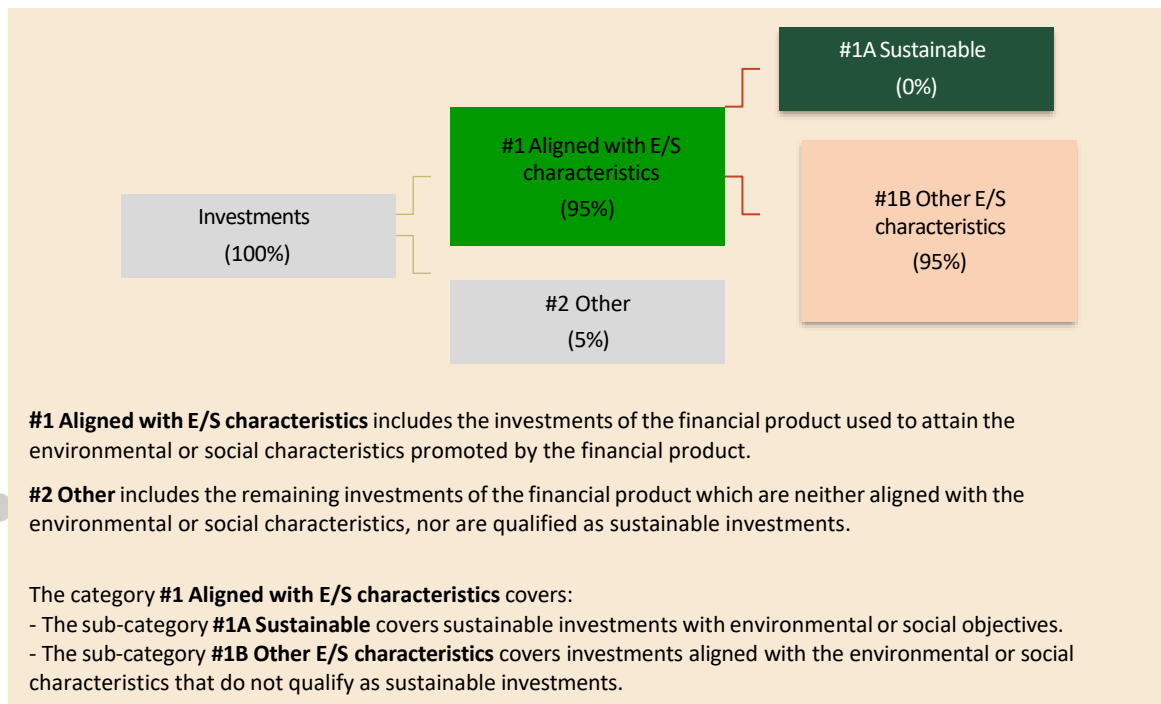 #1A Sustainable
(0%)
#1 Aligned with E/S
characteristics
(95%)
#1B Other E/S
characteristics
(95%)
Investments
(100%)
#2 Other
(5%)
#1 Aligned with E/S characteristics includes the investments of the financial product used to attain the
environmental or social characteristics promoted by the financial product.
#2 Other includes the remaining investments of the financial product which are neither aligned with the
environmental or social characteristics, nor are qualified as sustainable investments.
The category #1 Aligned with E/S characteristics covers:
- The sub-category #1A Sustainable covers sustainable investments with environmental or social objectives.
- The sub-category #1B Other E/S characteristics covers investments aligned with the environmental or social
characteristics that do not qualify as sustainable investments.